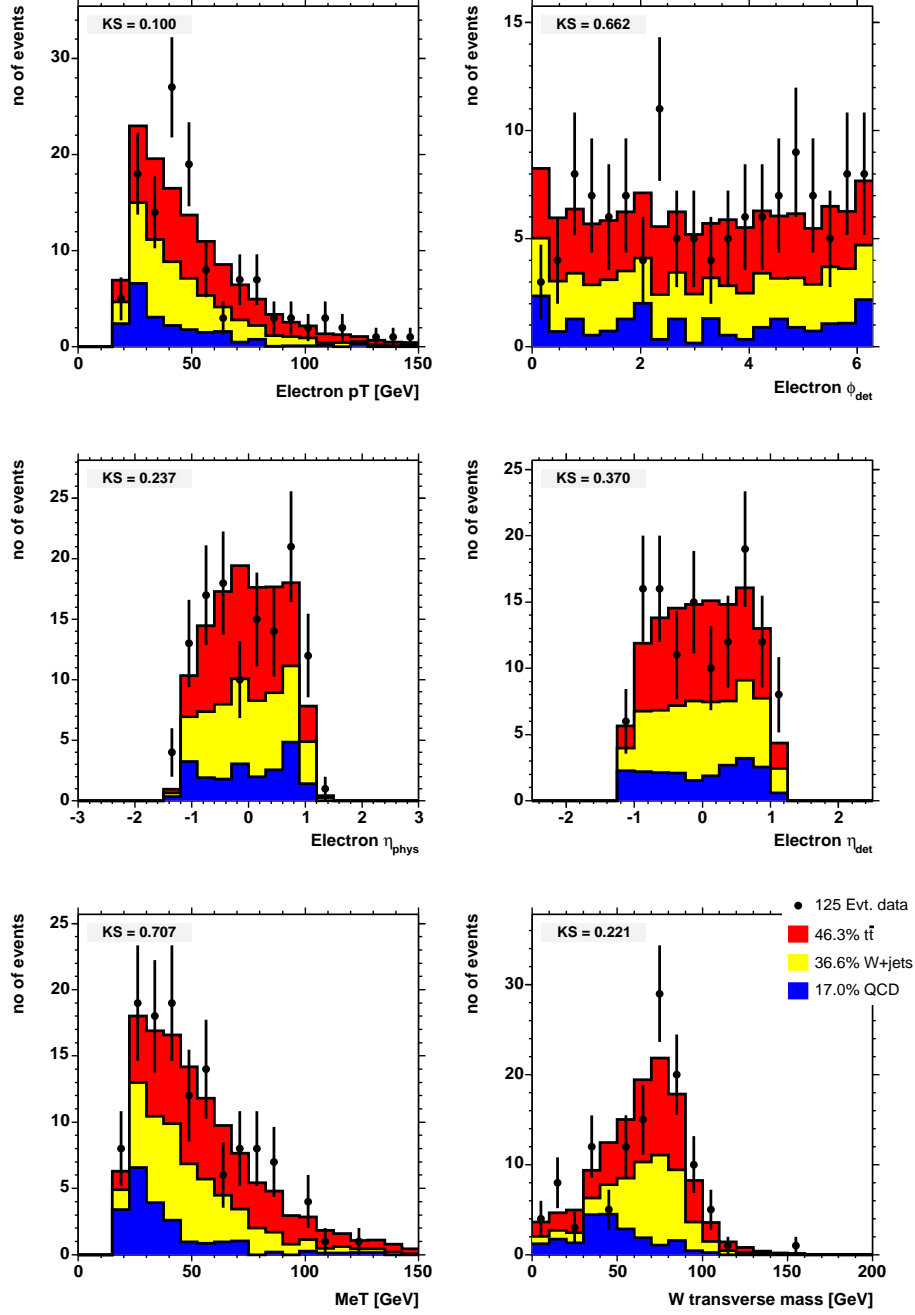 no of events
KS = 0.100
30
20
10
0
0 50 100 150
Electron pT [GeV]
no of events
KS = 0.662
15
10
5
0
0 2 4 6
Electron ϕdet
no of events
KS = 0.237
25
20
15
10
5
0
-3 -2 -1 0 1 2 3
Electron ηphys
no of events
KS = 0.370
25
20
15
10
5
0
-2 -1 0 1 2
Electron ηdet
no of events
KS = 0.707
25
20
15
10
5
0
0 50 100 150
MeT [GeV]
no of events
KS = 0.221
125 Evt. data
46.3% tt̄
36.6% W+jets
17.0% QCD
30
20
10
0
0 50 100 150 200
W transverse mass [GeV]